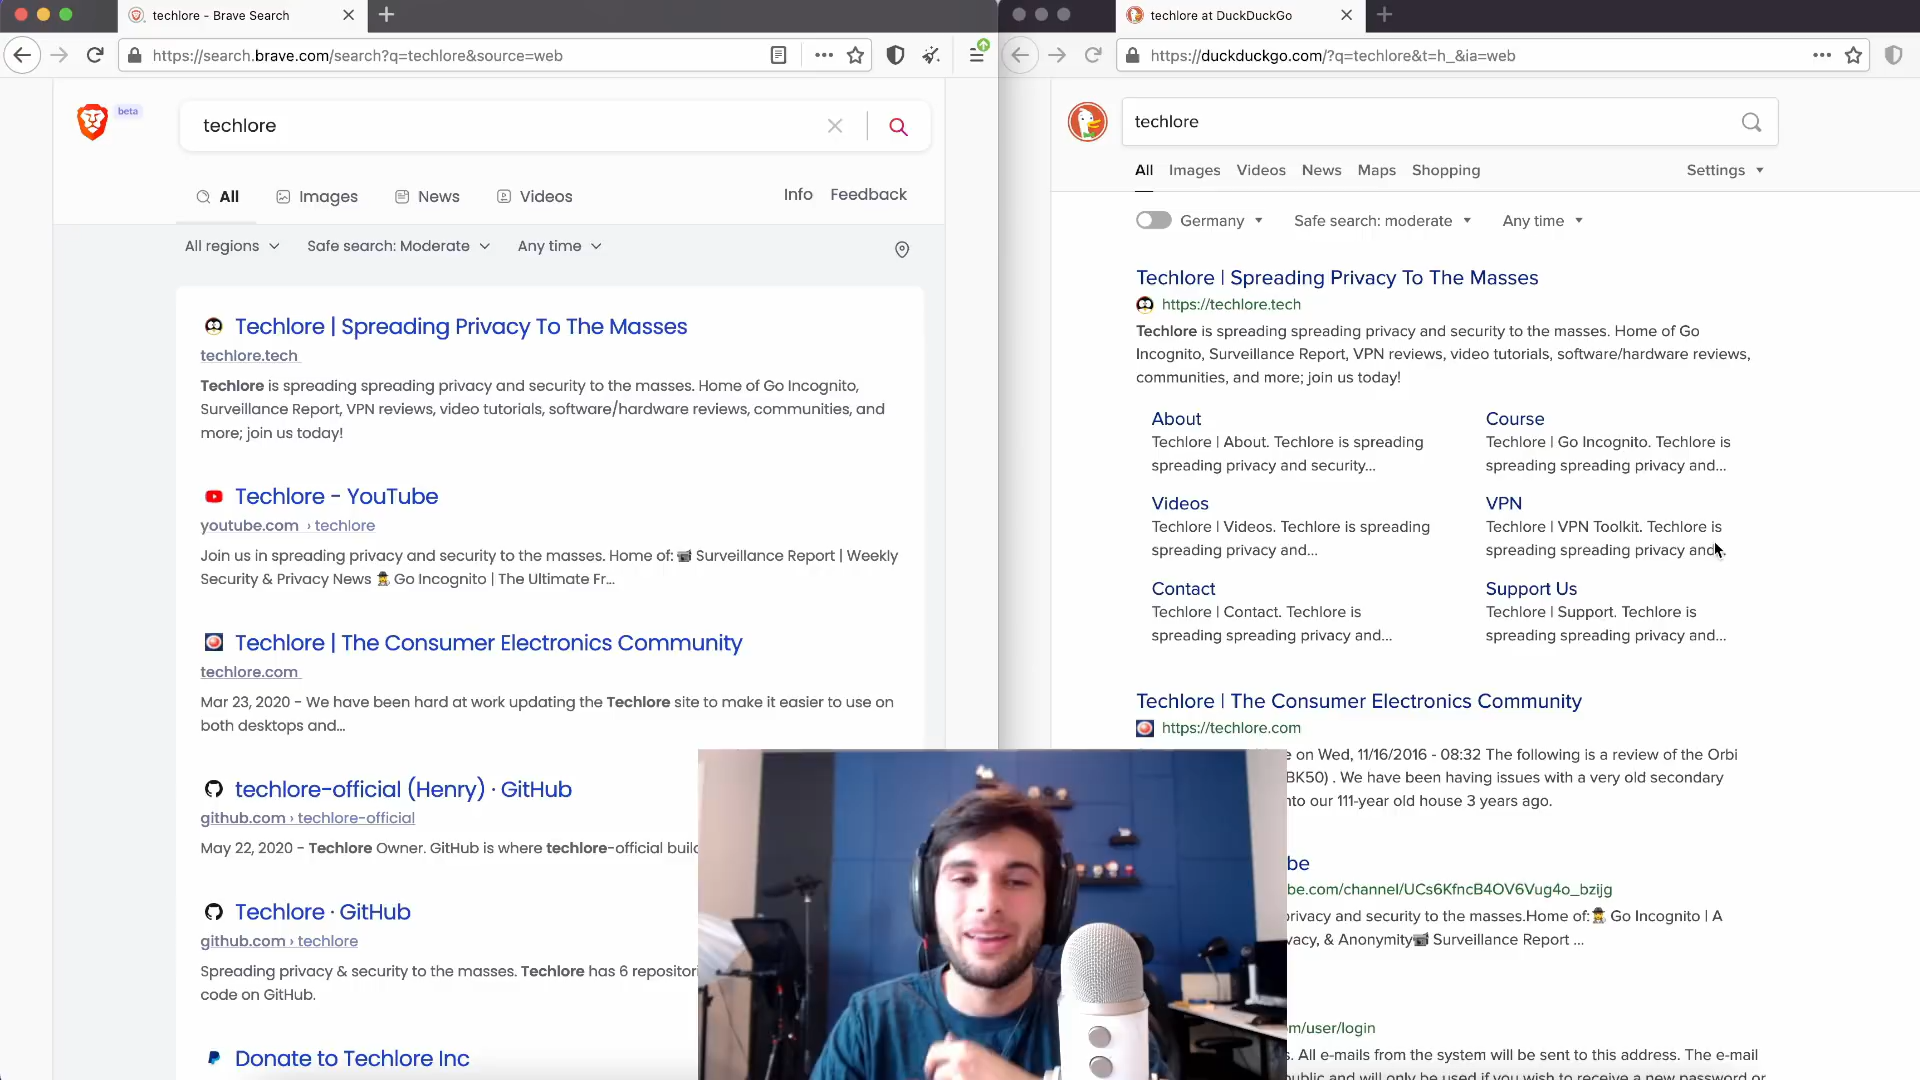 techlore - Brave Search
https://search.brave.com/search?q=techlore&source=web
beta
techlore
All
Images
News
Videos
Info
Feedback
All regions
Safe search: Moderate
Any time
Techlore | Spreading Privacy To The Masses
techlore.tech
Techlore is spreading spreading privacy and security to the masses. Home of Go Incognito,
Surveillance Report, VPN reviews, video tutorials, software/hardware reviews, communities, and
more; join us today!
Techlore - YouTube
youtube.com › techlore
Join us in spreading privacy and security to the masses. Home of: 📹 Surveillance Report | Weekly
Security & Privacy News 🕵 Go Incognito | The Ultimate Fr...
Techlore | The Consumer Electronics Community
techlore.com
Mar 23, 2020 - We have been hard at work updating the Techlore site to make it easier to use on
both desktops and...
techlore-official (Henry) · GitHub
github.com › techlore-official
May 22, 2020 - Techlore Owner. GitHub is where techlore-official
Techlore · GitHub
github.com › techlore
Spreading privacy & security to the masses. Techlore has 6
code on GitHub.
Donate to Techlore Inc
techlore at DuckDuckGo
https://duckduckgo.com/?q=techlore&t=h_&ia=web
techlore
All
Images
Videos
News
Maps
Shopping
Settings
Germany
Safe search: moderate
Any time
Techlore | Spreading Privacy To The Masses
https://techlore.tech
Techlore is spreading spreading privacy and security to the masses. Home of Go
Incognito, Surveillance Report, VPN reviews, video tutorials, software/hardware reviews,
communities, and more; join us today!
About
Techlore | About. Techlore is spreading
spreading privacy and security...
Course
Techlore | Go Incognito. Techlore is
spreading spreading privacy and...
Videos
Techlore | Videos. Techlore is spreading
spreading privacy and...
VPN
Techlore | VPN Toolkit. Techlore is
spreading spreading privacy and...
Contact
Techlore | Contact. Techlore is
spreading spreading privacy and...
Support Us
Techlore | Support. Techlore is
spreading spreading privacy and...
Techlore | The Consumer Electronics Community
https://techlore.com
on Wed, 11/16/2016 - 08:32 The following is a review of the Orbi
BK50) . We have been having issues with a very old secondary
our 111-year old house 3 years ago.
be
be.com/channel/UCs6KfncB4OV6Vug4o_bzijg
privacy and security to the masses.Home of:🕵 Go Incognito | A
vacy, & Anonymity📹 Surveillance Report ...
m/user/login
. All e-mails from the system will be sent to this address. The e-mail
public and will only be used if you wish to receive a new password or